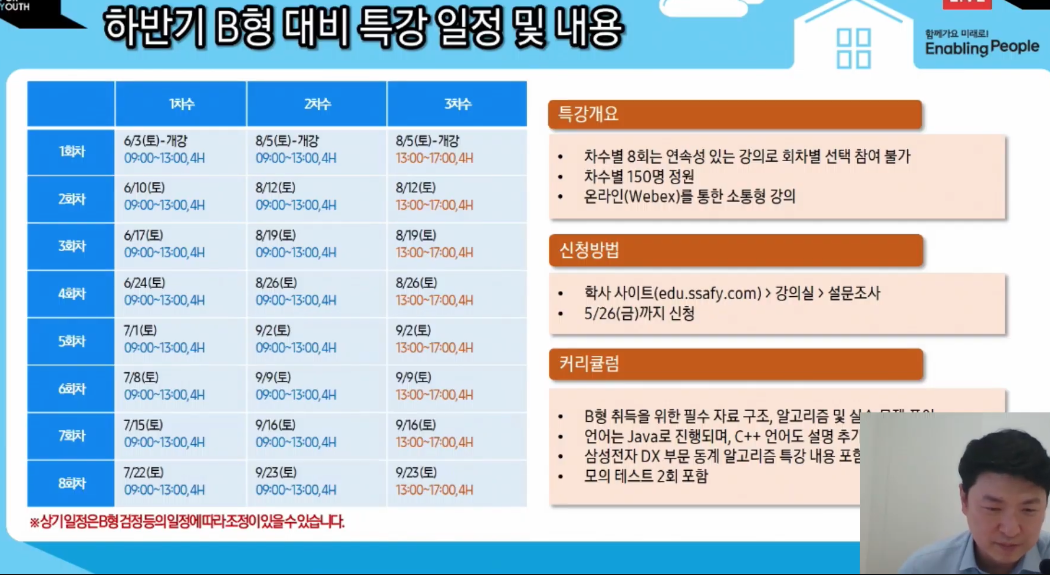 YOUTH
하반기 B형 대비 특강 일정 및 내용
LIVE
함께가요 미래로!
Enabling People
1차수 2차수 3차수
1회차 6/3(토)-개강 8/5(토)-개강 8/5(토)-개강
09:00~13:00,4H 09:00~13:00,4H 13:00~17:00,4H
2회차 6/10(토) 8/12(토) 8/12(토)
09:00~13:00,4H 09:00~13:00,4H 13:00~17:00,4H
3회차 6/17(토) 8/19(토) 8/19(토)
09:00~13:00,4H 09:00~13:00,4H 13:00~17:00,4H
4회차 6/24(토) 8/26(토) 8/26(토)
09:00~13:00,4H 09:00~13:00,4H 13:00~17:00,4H
5회차 7/1(토) 9/2(토) 9/2(토)
09:00~13:00,4H 09:00~13:00,4H 13:00~17:00,4H
6회차 7/8(토) 9/9(토) 9/9(토)
09:00~13:00,4H 09:00~13:00,4H 13:00~17:00,4H
7회차 7/15(토) 9/16(토) 9/16(토)
09:00~13:00,4H 09:00~13:00,4H 13:00~17:00,4H
8회차 7/22(토) 9/23(토) 9/23(토)
09:00~13:00,4H 09:00~13:00,4H 13:00~17:00,4H
※상기 일정은 B형 검정 등의 일정에 따라 조정이 있을 수 있습니다.
특강개요
• 차수별 8회는 연속성 있는 강의로 회차별 선택 참여 불가
• 차수별 150명 정원
• 온라인(Webex)를 통한 소통형 강의
신청방법
• 학사 사이트(edu.ssafy.com) > 강의실 > 설문조사
• 5/26(금)까지 신청
커리큘럼
• B형 취득을 위한 필수 자료 구조, 알고리즘 및
• 언어는 Java로 진행되며, C++ 언어도 설명 추가
• 삼성전자 DX 부문 동계 알고리즘 특강 내용 포함
• 모의 테스트 2회 포함